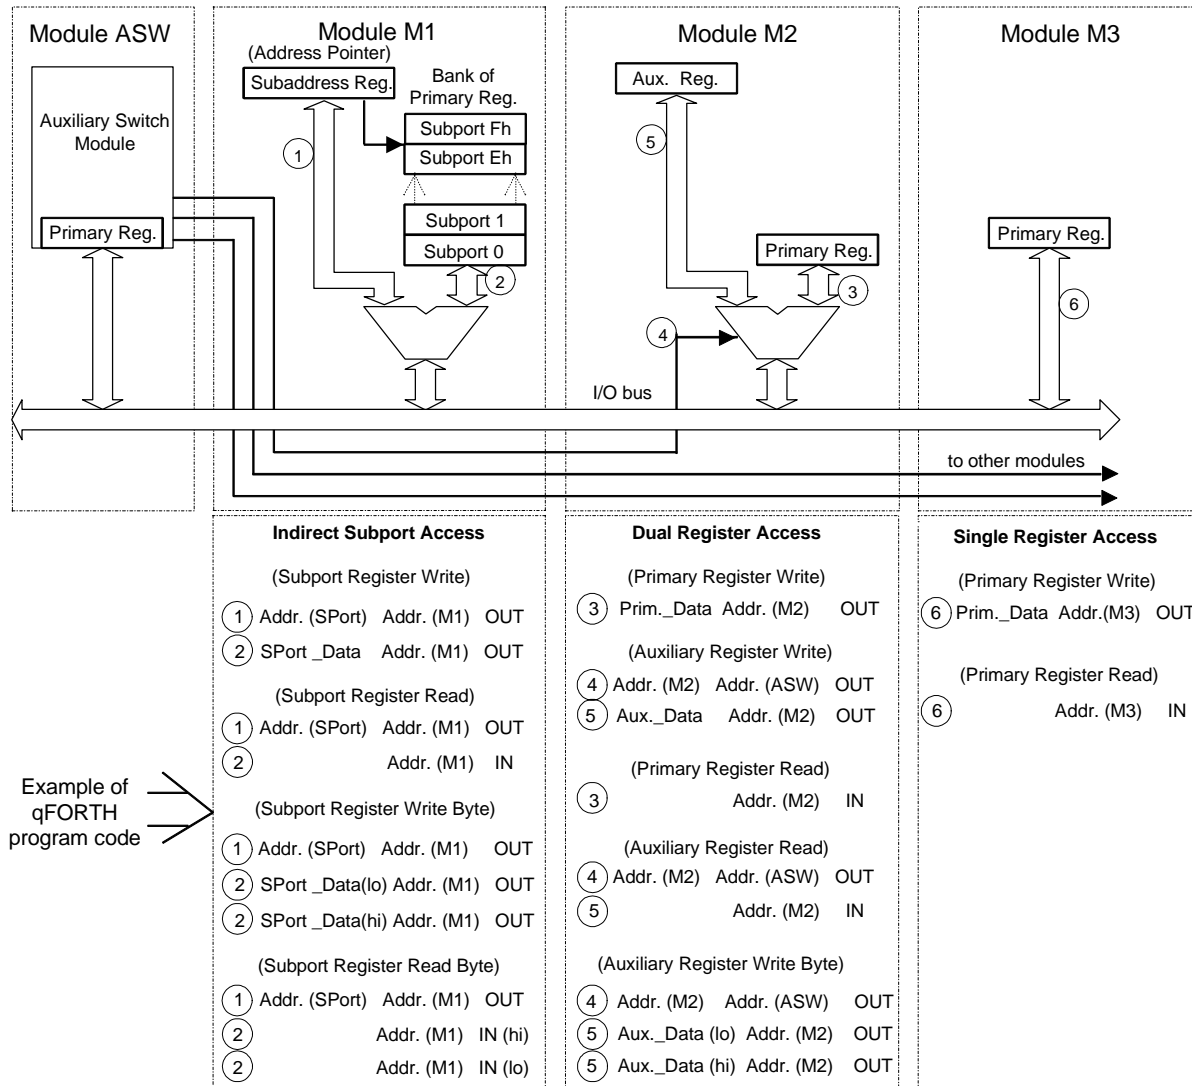 Module ASW
Auxiliary Switch
Module
Primary Reg.
Module M1
(Address Pointer)
Subaddress Reg.
Bank of
Primary Reg.
Subport Fh
Subport Eh
Subport 1
Subport 0
1
2
Module M2
Aux. Reg.
5
Primary Reg.
3
4
Module M3
Primary Reg.
6
I/O bus
to other modules
Example of
qFORTH
program code
Indirect Subport Access
(Subport Register Write)
1 Addr. (SPort) Addr. (M1) OUT
2 SPort _Data Addr. (M1) OUT
(Subport Register Read)
1 Addr. (SPort) Addr. (M1) OUT
2 Addr. (M1) IN
(Subport Register Write Byte)
1 Addr. (SPort) Addr. (M1) OUT
2 SPort _Data(lo) Addr. (M1) OUT
2 SPort _Data(hi) Addr. (M1) OUT
(Subport Register Read Byte)
1 Addr. (SPort) Addr. (M1) OUT
2 Addr. (M1) IN (hi)
2 Addr. (M1) IN (lo)
Dual Register Access
(Primary Register Write)
3 Prim._Data Addr. (M2) OUT
(Auxiliary Register Write)
4 Addr. (M2) Addr. (ASW) OUT
5 Aux._Data Addr. (M2) OUT
(Primary Register Read)
3 Addr. (M2) IN
(Auxiliary Register Read)
4 Addr. (M2) Addr. (ASW) OUT
5 Addr. (M2) IN
(Auxiliary Register Write Byte)
4 Addr. (M2) Addr. (ASW) OUT
5 Aux._Data (lo) Addr. (M2) OUT
5 Aux._Data (hi) Addr. (M2) OUT
Single Register Access
(Primary Register Write)
6 Prim._Data Addr.(M3) OUT
(Primary Register Read)
6 Addr. (M3) IN